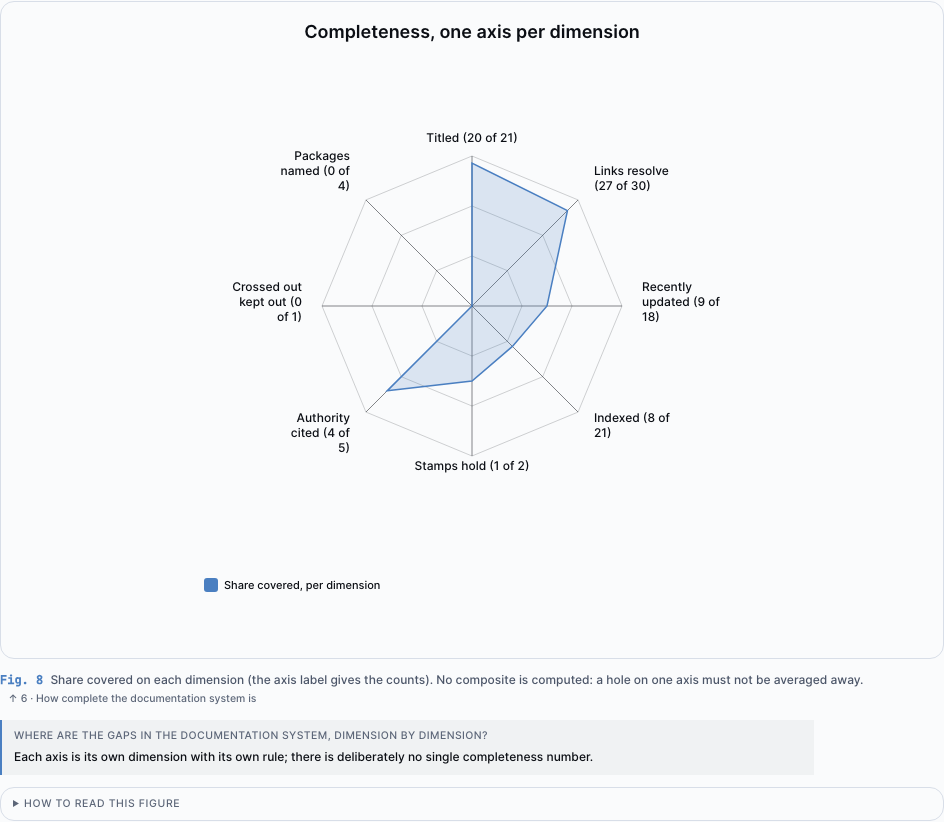 Completeness, one axis per dimension
Titled (20 of 21)
Packages
named (0 of
4)
Links resolve
(27 of 30)
Crossed out
kept out (0
of 1)
Recently
updated (9 of
18)
Authority
cited (4 of
5)
Indexed (8 of
21)
Stamps hold (1 of 2)
Share covered, per dimension
Fig. 8 Share covered on each dimension (the axis label gives the counts). No composite is computed: a hole on one axis must not be averaged away.
↑ 6 · How complete the documentation system is
WHERE ARE THE GAPS IN THE DOCUMENTATION SYSTEM, DIMENSION BY DIMENSION?
Each axis is its own dimension with its own rule; there is deliberately no single completeness number.
▶ HOW TO READ THIS FIGURE